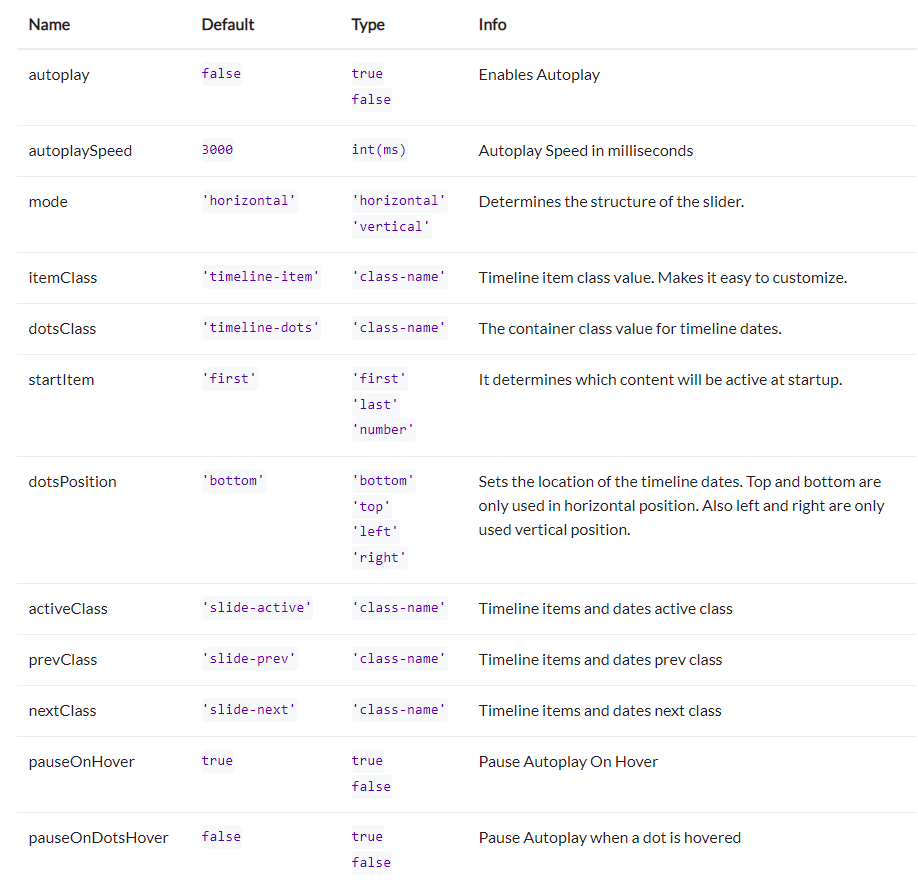 Name Default Type Info
autoplay false true Enables Autoplay
false
autoplaySpeed 3000 int(ms) Autoplay Speed in milliseconds
mode 'horizontal' 'horizontal' Determines the structure of the slider.
'vertical'
itemClass 'timeline-item' 'class-name' Timeline item class value. Makes it easy to customize.
dotsClass 'timeline-dots' 'class-name' The container class value for timeline dates.
startItem 'first' 'first' It determines which content will be active at startup.
'last'
'number'
dotsPosition 'bottom' 'bottom' Sets the location of the timeline dates. Top and bottom are
'top' only used in horizontal position. Also left and right are only
'left' used vertical position.
'right'
activeClass 'slide-active' 'class-name' Timeline items and dates active class
prevClass 'slide-prev' 'class-name' Timeline items and dates prev class
nextClass 'slide-next' 'class-name' Timeline items and dates next class
pauseOnHover true true Pause Autoplay On Hover
false
pauseOnDotsHover false true Pause Autoplay when a dot is hovered
false